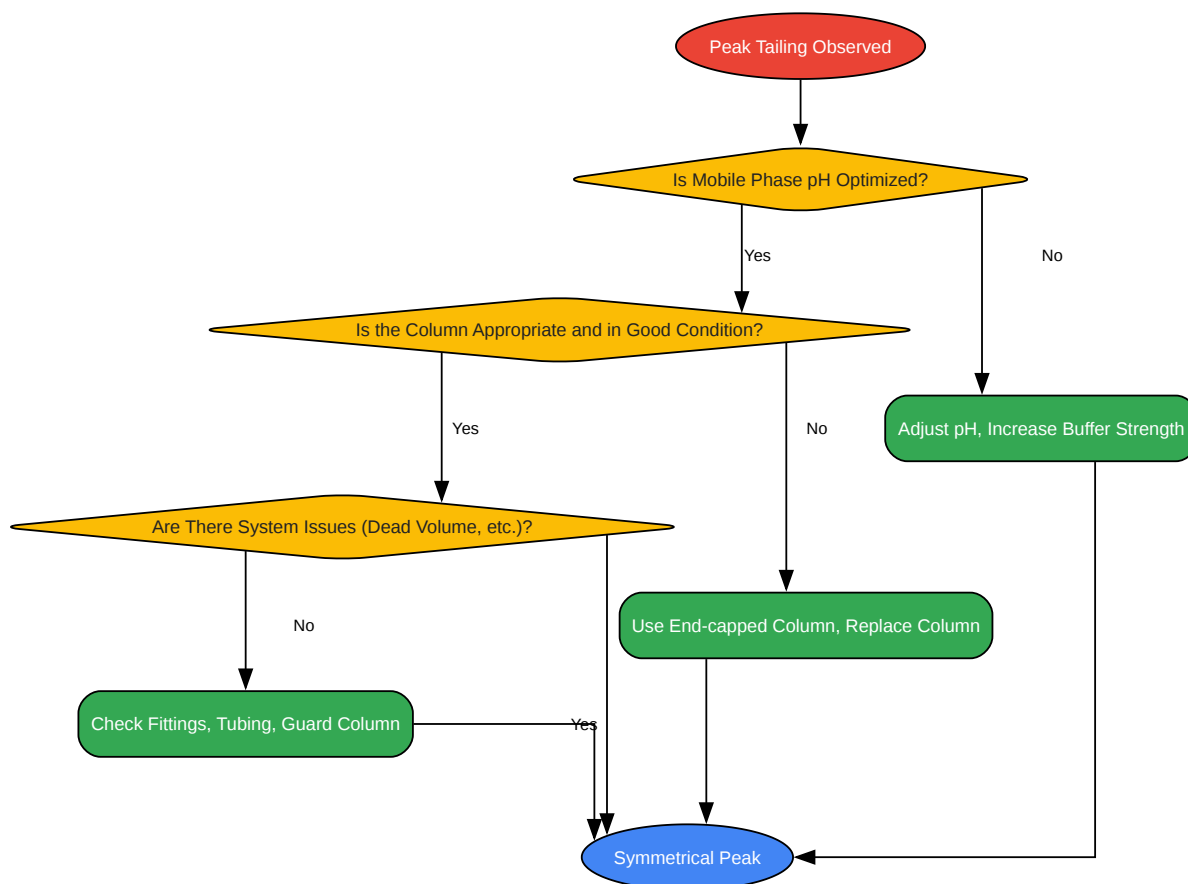 Peak Tailing Observed
Is Mobile Phase pH Optimized?
Yes
No
Is the Column Appropriate and in Good Condition?
Yes
No
Adjust pH, Increase Buffer Strength
Are There System Issues (Dead Volume, etc.)?
No
Use End-capped Column, Replace Column
Check Fittings, Tubing, Guard Column
Yes
Symmetrical Peak